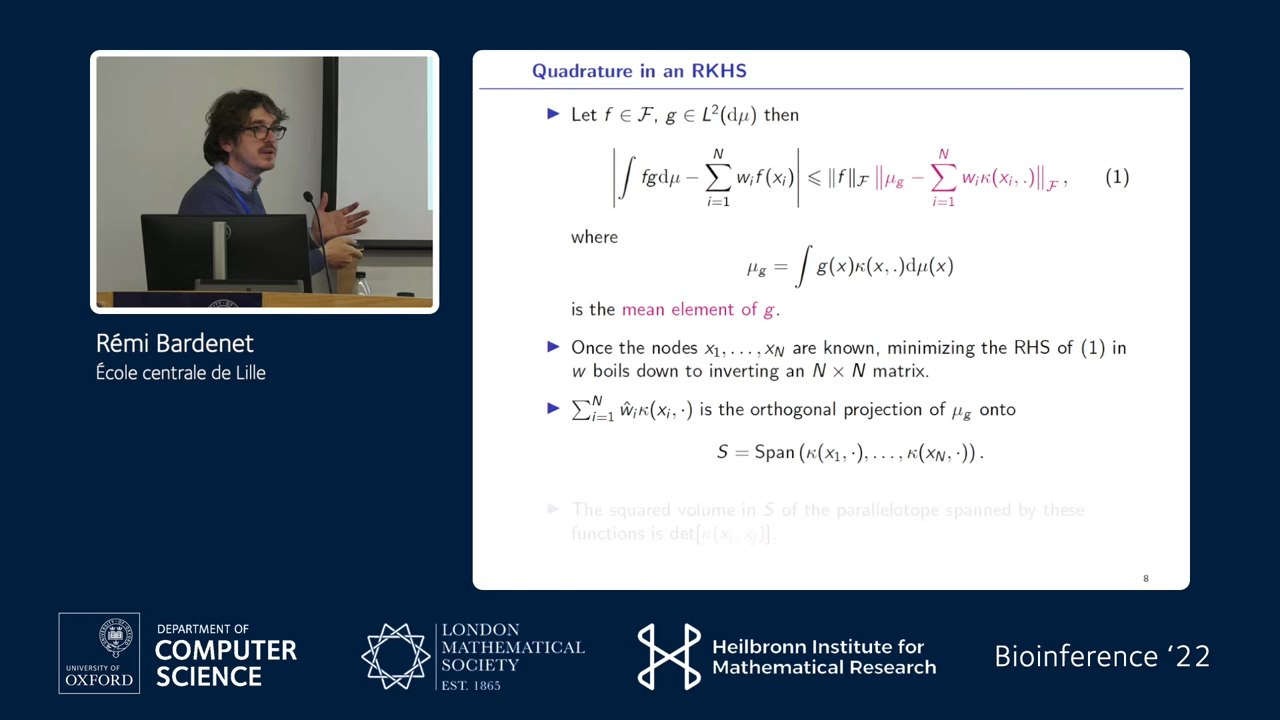 Quadrature in an RKHS
▶ Let f ∈ F, g ∈ L²(dμ) then
|∫ fg dμ − ∑_{i=1}^{N} w_i f(x_i)| ⩽ ‖f‖_F ‖μ_g − ∑_{i=1}^{N} w_i κ(x_i, .)‖_F , (1)
where
μ_g = ∫ g(x)κ(x, .)dμ(x)
is the mean element of g.
▶ Once the nodes x_1, . . . , x_N are known, minimizing the RHS of (1) in
w boils down to inverting an N × N matrix.
▶ ∑_{i=1}^{N} ŵ_i κ(x_i, ·) is the orthogonal projection of μ_g onto
S = Span (κ(x_1, ·), . . . , κ(x_N, ·)) .
▶ The squared volume in S of the parallelotope spanned by these
functions is det[κ(x_i, x_j)].
8
Rémi Bardenet
École centrale de Lille
UNIVERSITY OF
OXFORD
DEPARTMENT OF
COMPUTER
SCIENCE
LONDON
MATHEMATICAL
SOCIETY
EST. 1865
Heilbronn Institute for
Mathematical Research
Bioinference ‘22